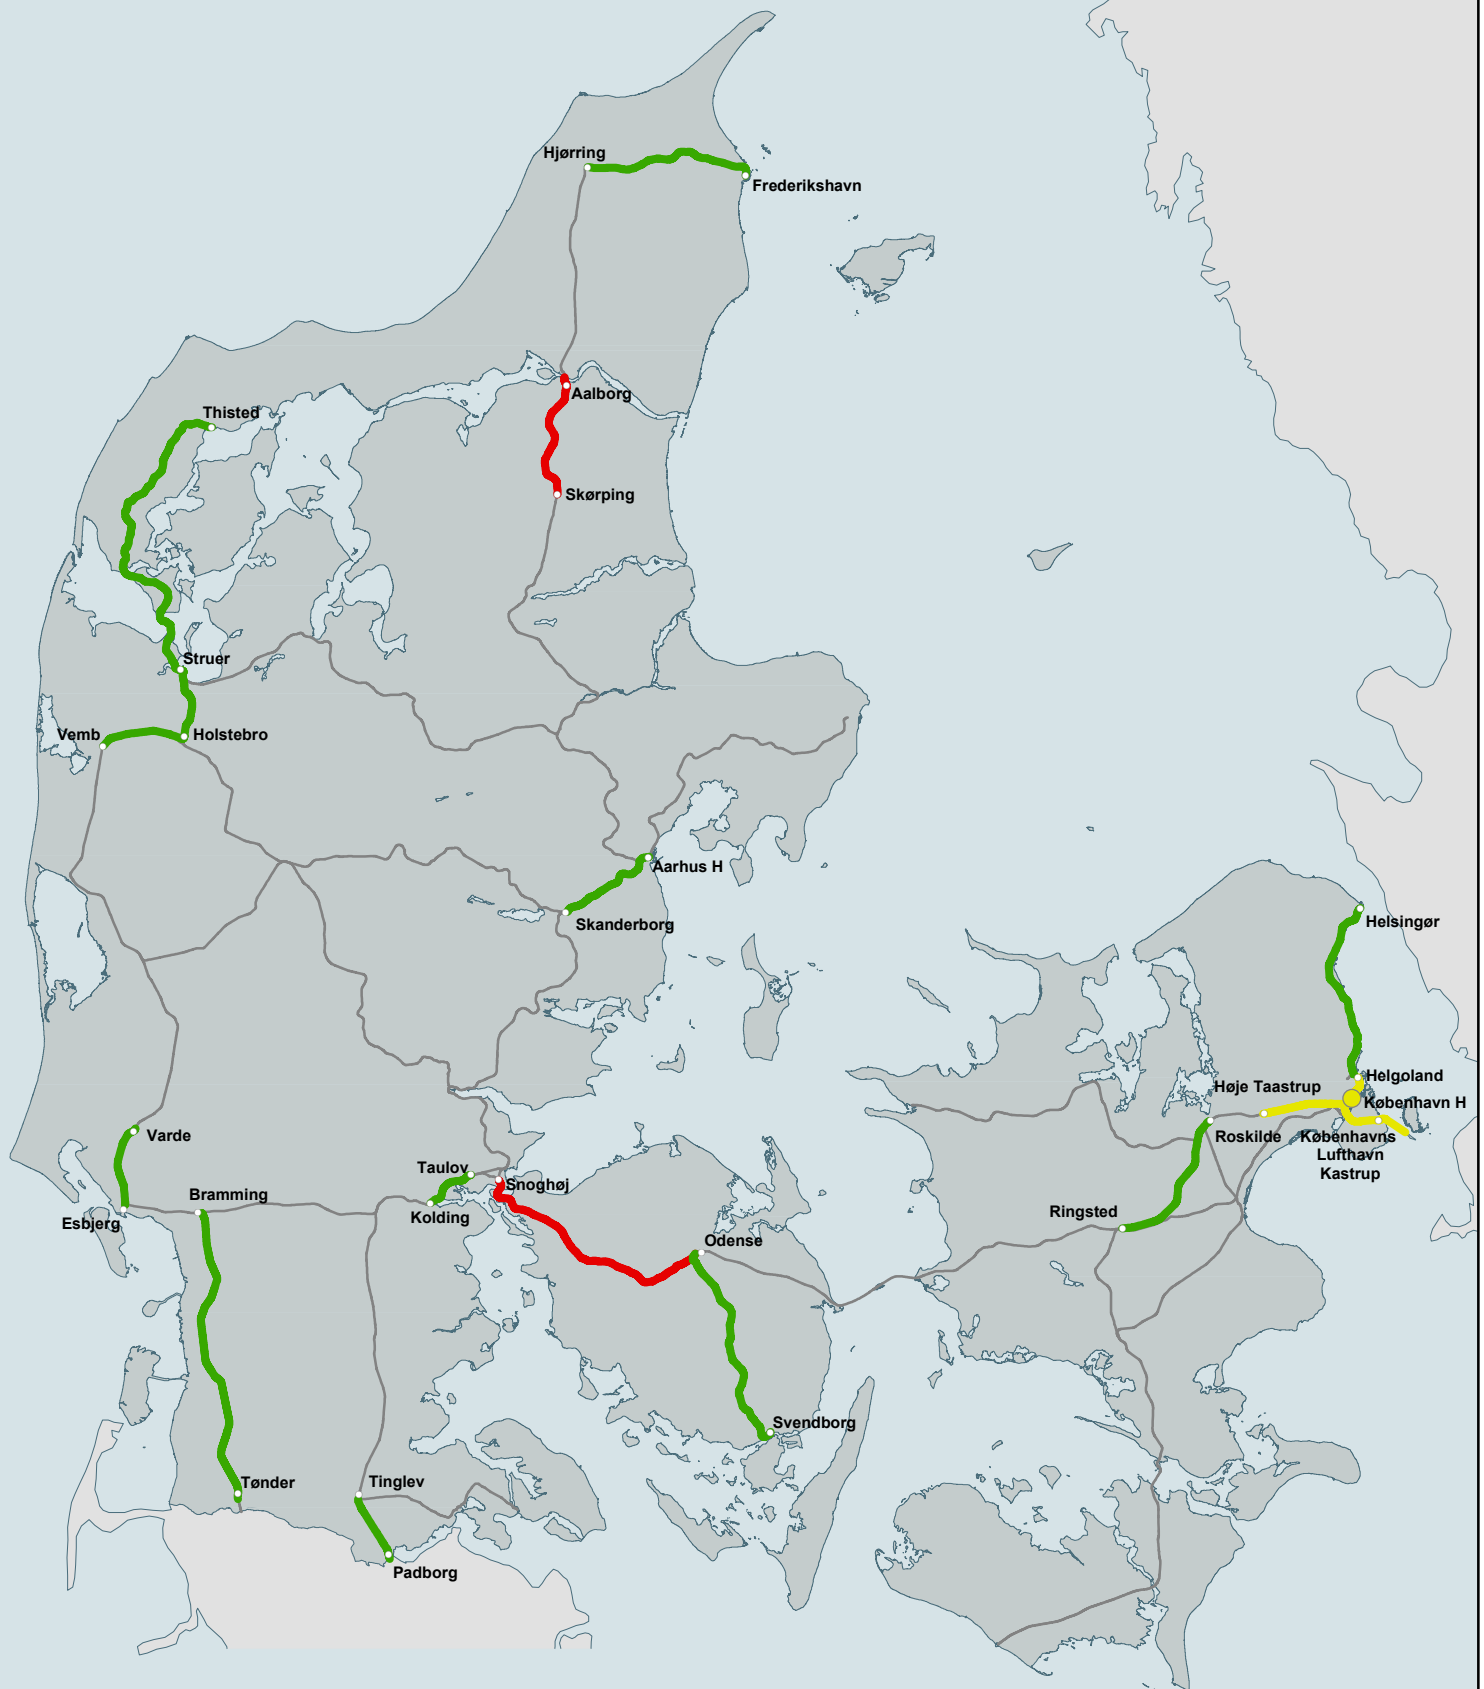 Hjørring
Frederikshavn
Aalborg
Thisted
Skørping
Struer
Vemb
Holstebro
Aarhus H
Skanderborg
Helsingør
Helgoland
Høje Taastrup
København H
Varde
Roskilde
Københavns
Lufthavn
Kastrup
Taulov
Snoghøj
Bramming
Kolding
Esbjerg
Ringsted
Odense
Svendborg
Tønder
Tinglev
Padborg